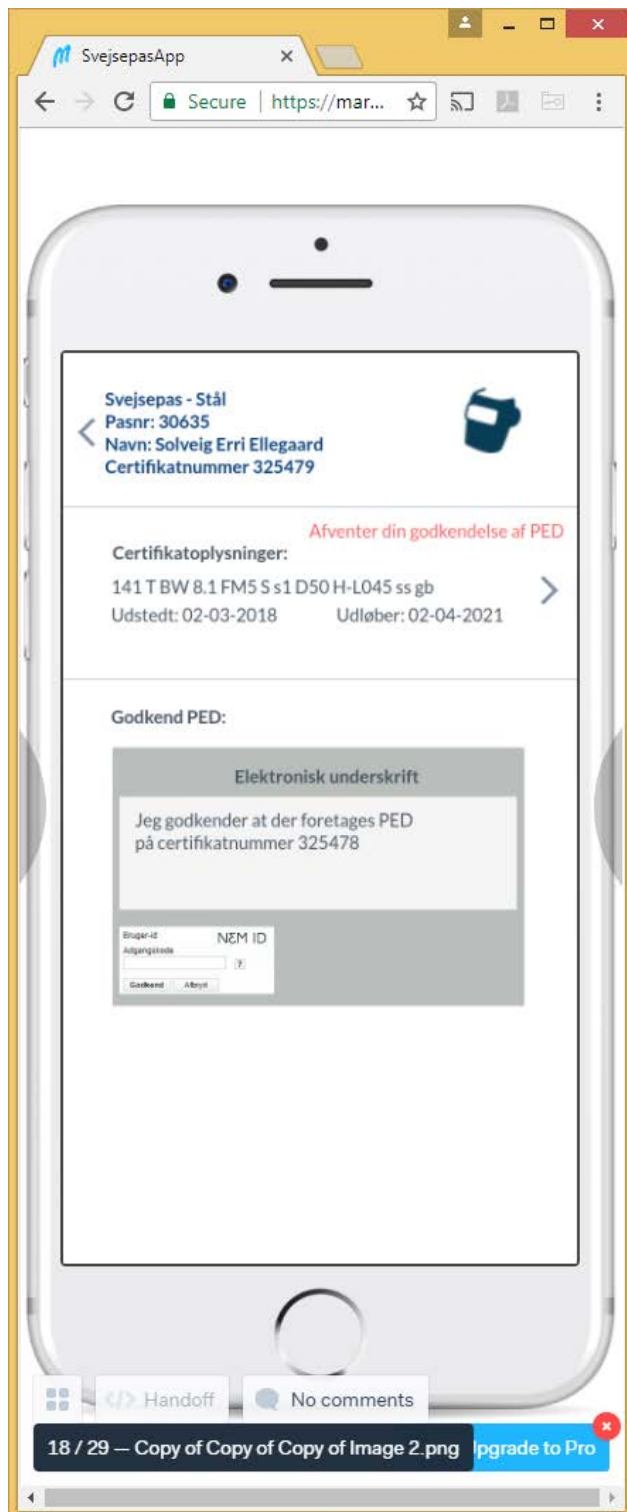 SvejsepasApp
Secure | https://mar...
Svejsepas - Stål
Pasnr: 30635
Navn: Solveig Erri Ellegaard
Certifikatnummer 325479
Afventer din godkendelse af PED
Certifikatoplysninger:
141 T BW 8.1 FM5 S s1 D50 H-L045 ss gb
Udstedt: 02-03-2018 Udløber: 02-04-2021
Godkend PED:
Elektronisk underskrift
Jeg godkender at der foretages PED
på certifikatnummer 325478
Bruger-id NEM ID
Adgangskode
?
Godkend Afbryd
</> Handoff No comments
18 / 29 — Copy of Copy of Copy of Image 2.png Upgrade to Pro